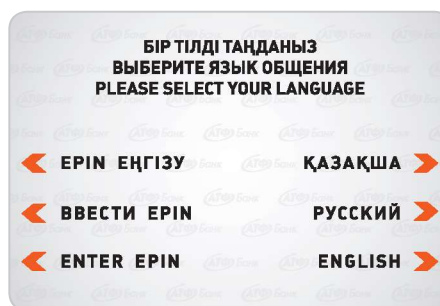 БІР ТІЛДІ ТАҢДАНЫЗ
ВЫБЕРИТЕ ЯЗЫК ОБЩЕНИЯ
PLEASE SELECT YOUR LANGUAGE
EPIN ЕҢГІЗУ ҚАЗАҚША
ВВЕСТИ EPIN РУССКИЙ
ENTER EPIN ENGLISH